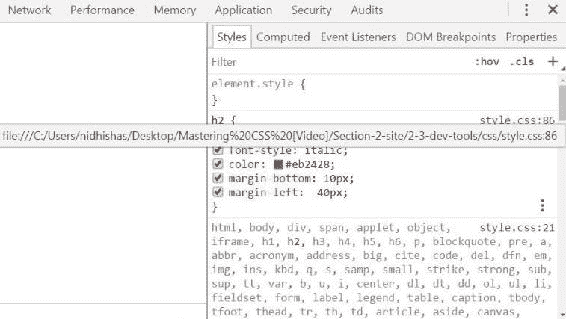 Network Performance Memory Application Security Audits
Styles Computed Event Listeners DOM Breakpoints Properties
Filter :hov .cls +
element.style {
}
h2 { style.css:86
file:///C:/Users/nidhishas/Desktop/Mastering%20CSS%20[Video]/Section-2-site/2-3-dev-tools/css/style.css:86
font-style: italic;
color: #eb2428;
margin-bottom: 10px;
margin-left: 40px;
}
html, body, div, span, applet, object, style.css:21
iframe, h1, h2, h3, h4, h5, h6, p, blockquote, pre, a,
abbr, acronym, address, big, cite, code, del, dfn, em,
img, ins, kbd, q, s, samp, small, strike, strong, sub,
sup, tt, var, b, u, i, center, dl, dt, dd, ol, ul, li,
fieldset, form, label, legend, table, caption, tbody,
tfoot, thead, tr, th, td, article, aside, canvas,